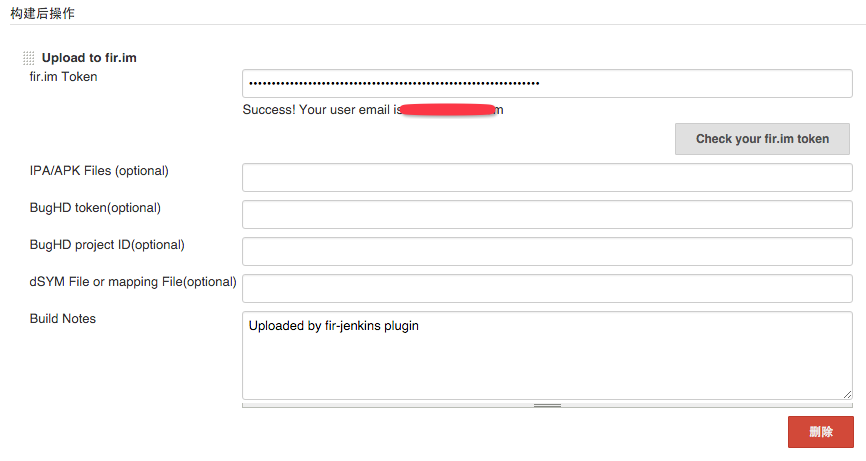 构建后操作
Upload to fir.im
fir.im Token
Success! Your user email is m
Check your fir.im token
IPA/APK Files (optional)
BugHD token(optional)
BugHD project ID(optional)
dSYM File or mapping File(optional)
Build Notes
Uploaded by fir-jenkins plugin
删除